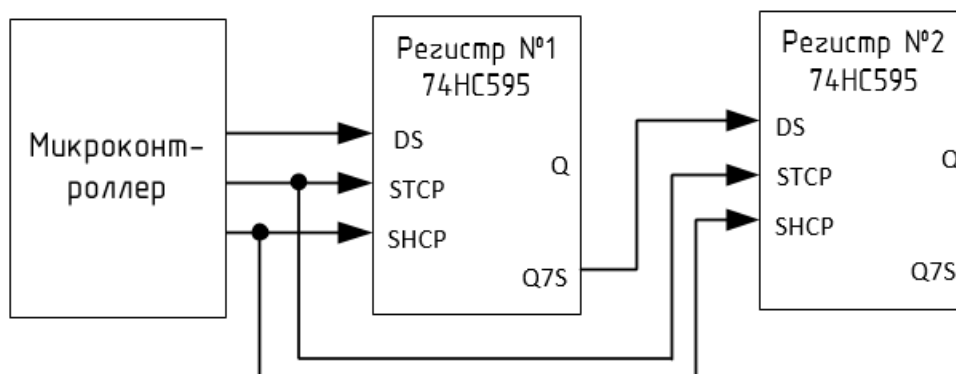 Микроконт-
роллер
Регистр №1
74HC595
DS
STCP
SHCP
Q
Q7S
Регистр №2
74HC595
DS
STCP
SHCP
Q
Q7S